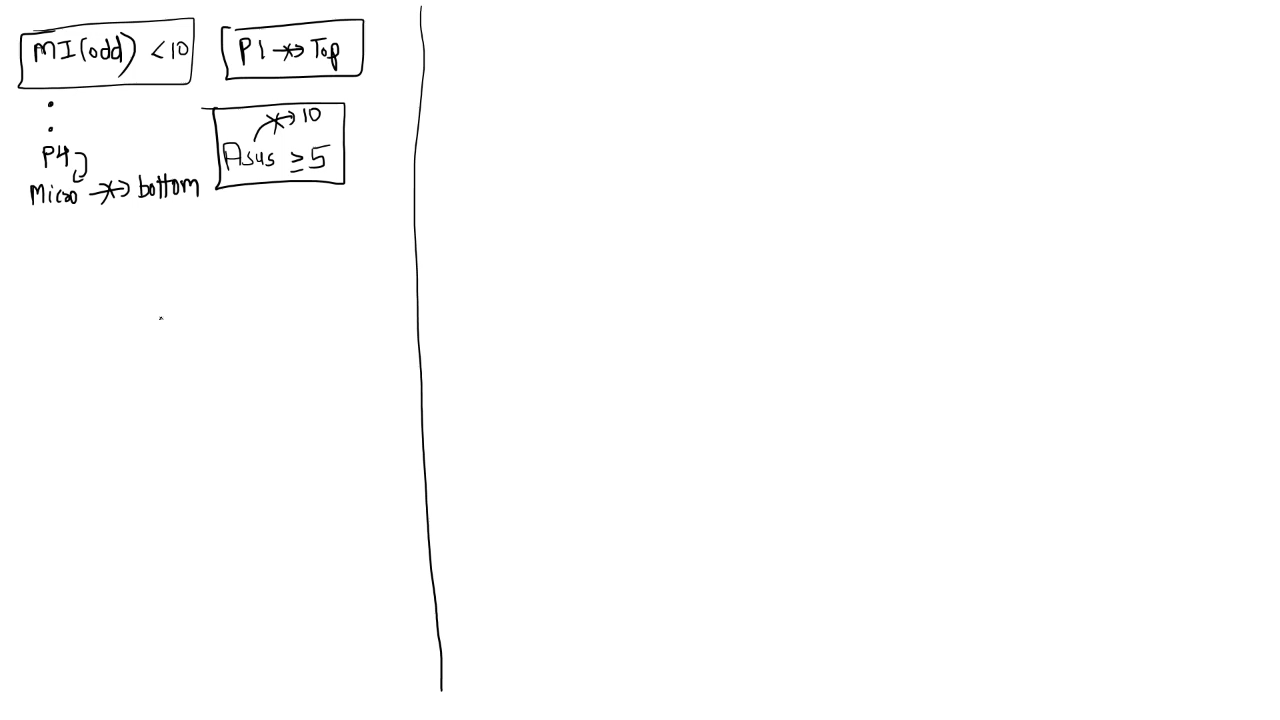 MI(odd) <10
P1 → Top
10
Asus ≥5
P4
Micro → bottom